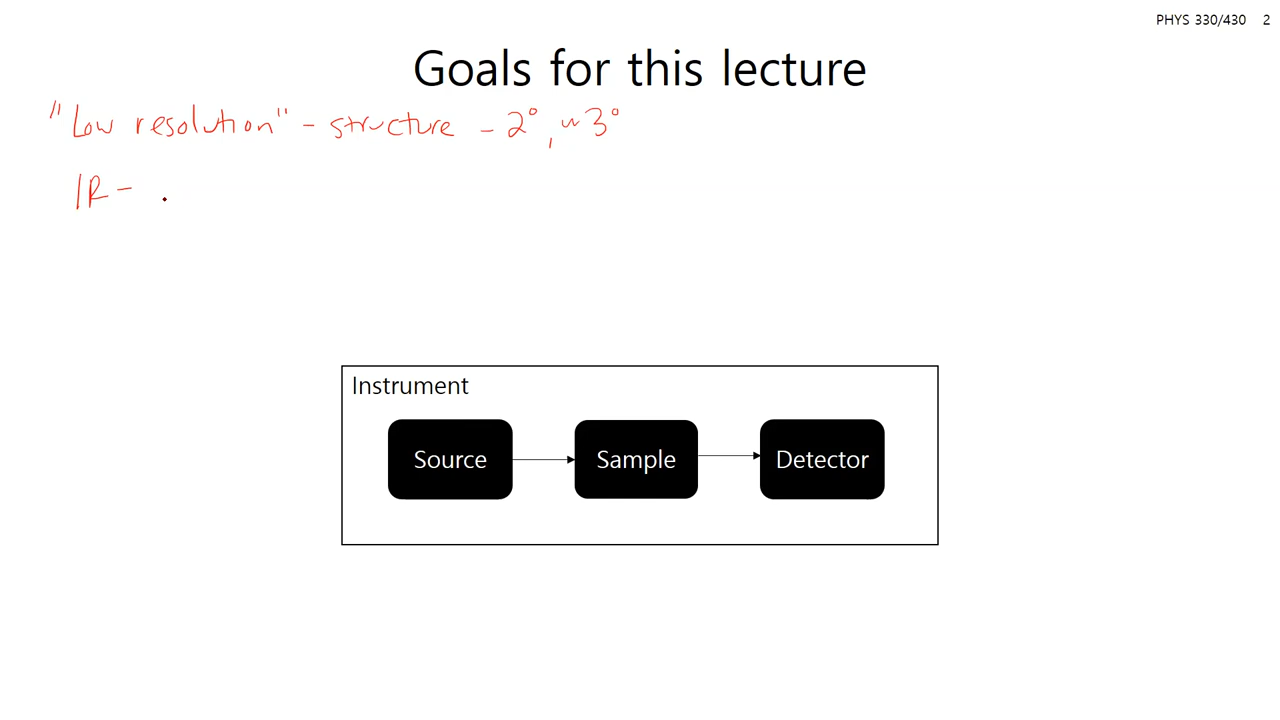 PHYS 330/430 2
Goals for this lecture
"Low resolution" - structure - 2°, ~3°
IR -
Instrument
Source
Sample
Detector